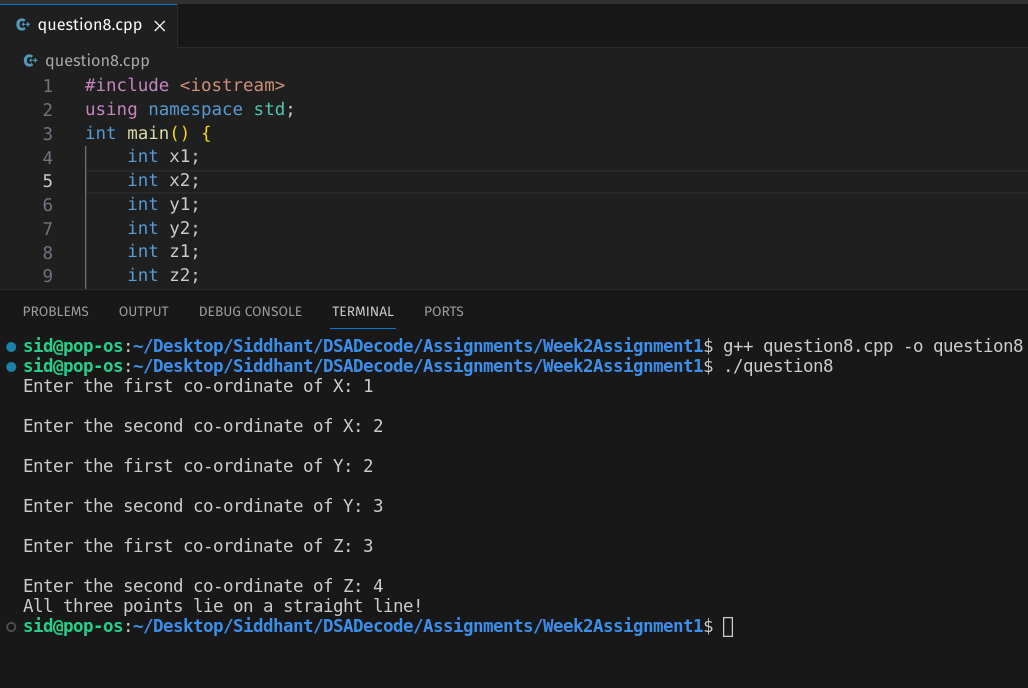 question8.cpp
question8.cpp
1 #include <iostream>
2 using namespace std;
3 int main() {
4 int x1;
5 int x2;
6 int y1;
7 int y2;
8 int z1;
9 int z2;
PROBLEMS OUTPUT DEBUG CONSOLE TERMINAL PORTS
sid@pop-os:~/Desktop/Siddhant/DSADecode/Assignments/Week2Assignment1$ g++ question8.cpp -o question8
sid@pop-os:~/Desktop/Siddhant/DSADecode/Assignments/Week2Assignment1$ ./question8
Enter the first co-ordinate of X: 1
Enter the second co-ordinate of X: 2
Enter the first co-ordinate of Y: 2
Enter the second co-ordinate of Y: 3
Enter the first co-ordinate of Z: 3
Enter the second co-ordinate of Z: 4
All three points lie on a straight line!
sid@pop-os:~/Desktop/Siddhant/DSADecode/Assignments/Week2Assignment1$